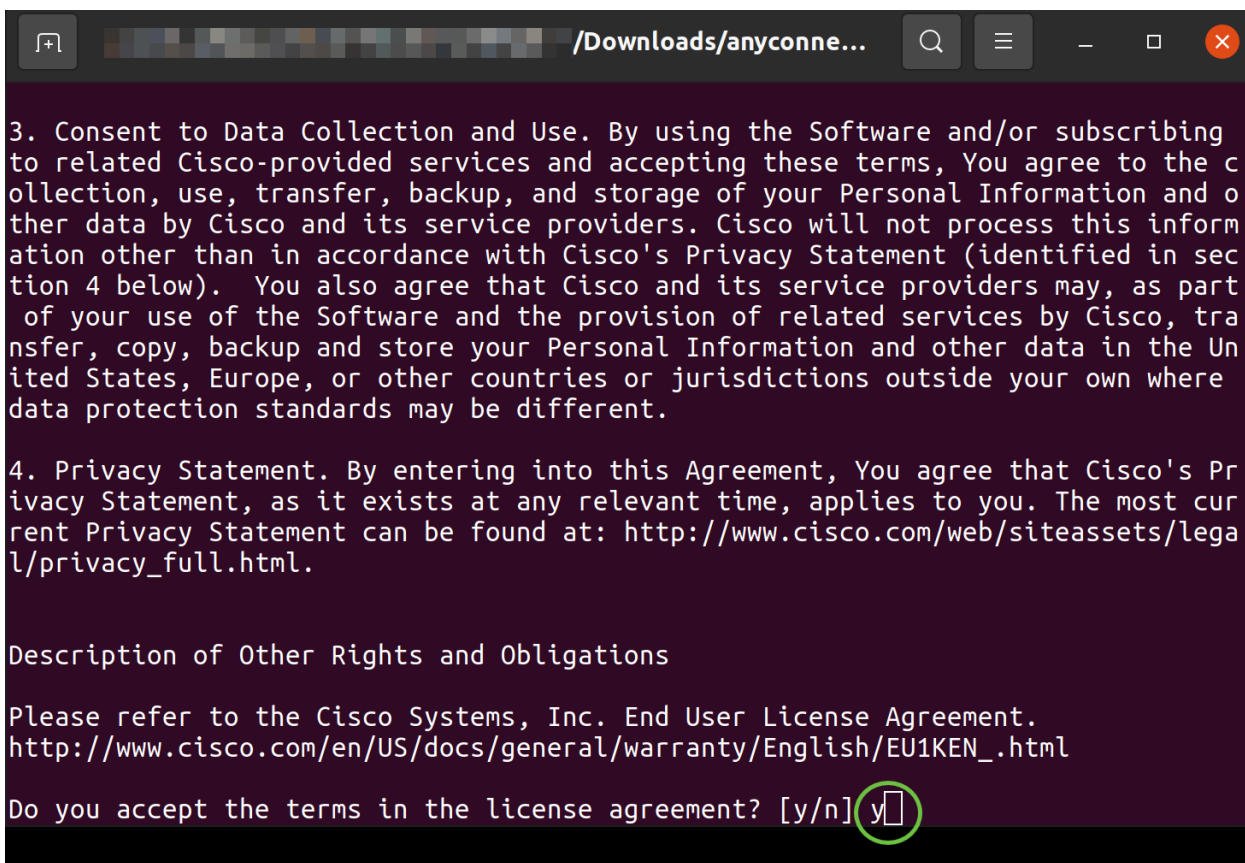 /Downloads/anyconne...
3. Consent to Data Collection and Use. By using the Software and/or subscribing
to related Cisco-provided services and accepting these terms, You agree to the c
ollection, use, transfer, backup, and storage of your Personal Information and o
ther data by Cisco and its service providers. Cisco will not process this inform
ation other than in accordance with Cisco's Privacy Statement (identified in sec
tion 4 below).  You also agree that Cisco and its service providers may, as part
 of your use of the Software and the provision of related services by Cisco, tra
nsfer, copy, backup and store your Personal Information and other data in the Un
ited States, Europe, or other countries or jurisdictions outside your own where
data protection standards may be different.
4. Privacy Statement. By entering into this Agreement, You agree that Cisco's Pr
ivacy Statement, as it exists at any relevant time, applies to you. The most cur
rent Privacy Statement can be found at: http://www.cisco.com/web/siteassets/lega
l/privacy_full.html.
Description of Other Rights and Obligations
Please refer to the Cisco Systems, Inc. End User License Agreement.
http://www.cisco.com/en/US/docs/general/warranty/English/EU1KEN_.html
Do you accept the terms in the license agreement? [y/n] y